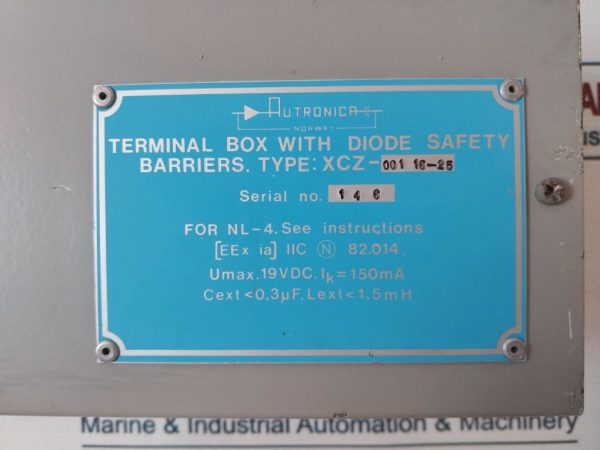 AUTRONICA
NORWAY
TERMINAL BOX WITH DIODE SAFETY
BARRIERS. TYPE: XCZ-001 16-25
Serial no. 146
FOR NL-4. See instructions
[EEx ia] IIC N 82.014.
Umax. 19VDC, Ik=150mA
Cext<0,3µF, Lext<1,5mH
Marine & Industrial Automation & Machinery